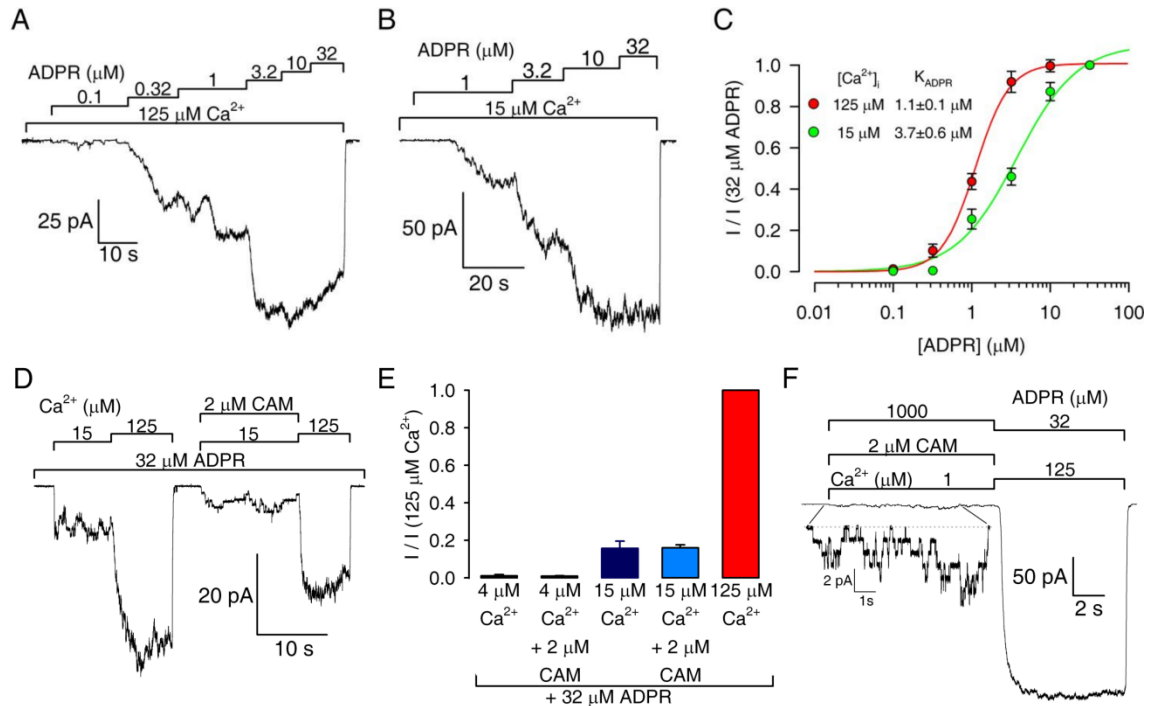 A
ADPR (µM)
0.1
0.32
1
3.2
10
32
125 µM Ca²⁺
25 pA
10 s
B
ADPR (µM)
1
3.2
10
32
15 µM Ca²⁺
50 pA
20 s
C
I / I (32 µM ADPR)
1.0
0.8
0.6
0.4
0.2
0.0
[Ca²⁺]ᵢ K_ADPR
125 µM 1.1±0.1 µM
15 µM 3.7±0.6 µM
0.01 0.1 1 10 100
[ADPR] (µM)
D
Ca²⁺ (µM)
15
125
2 µM CAM
15
125
32 µM ADPR
20 pA
10 s
E
I / I (125 µM Ca²⁺)
1.0
0.8
0.6
0.4
0.2
0.0
4 µM 4 µM 15 µM 15 µM 125 µM
Ca²⁺ Ca²⁺ Ca²⁺ Ca²⁺ Ca²⁺
+ 2 µM + 2 µM
CAM CAM
+ 32 µM ADPR
F
ADPR (µM)
1000
32
2 µM CAM
Ca²⁺ (µM) 1
125
2 pA
1s
50 pA
2 s